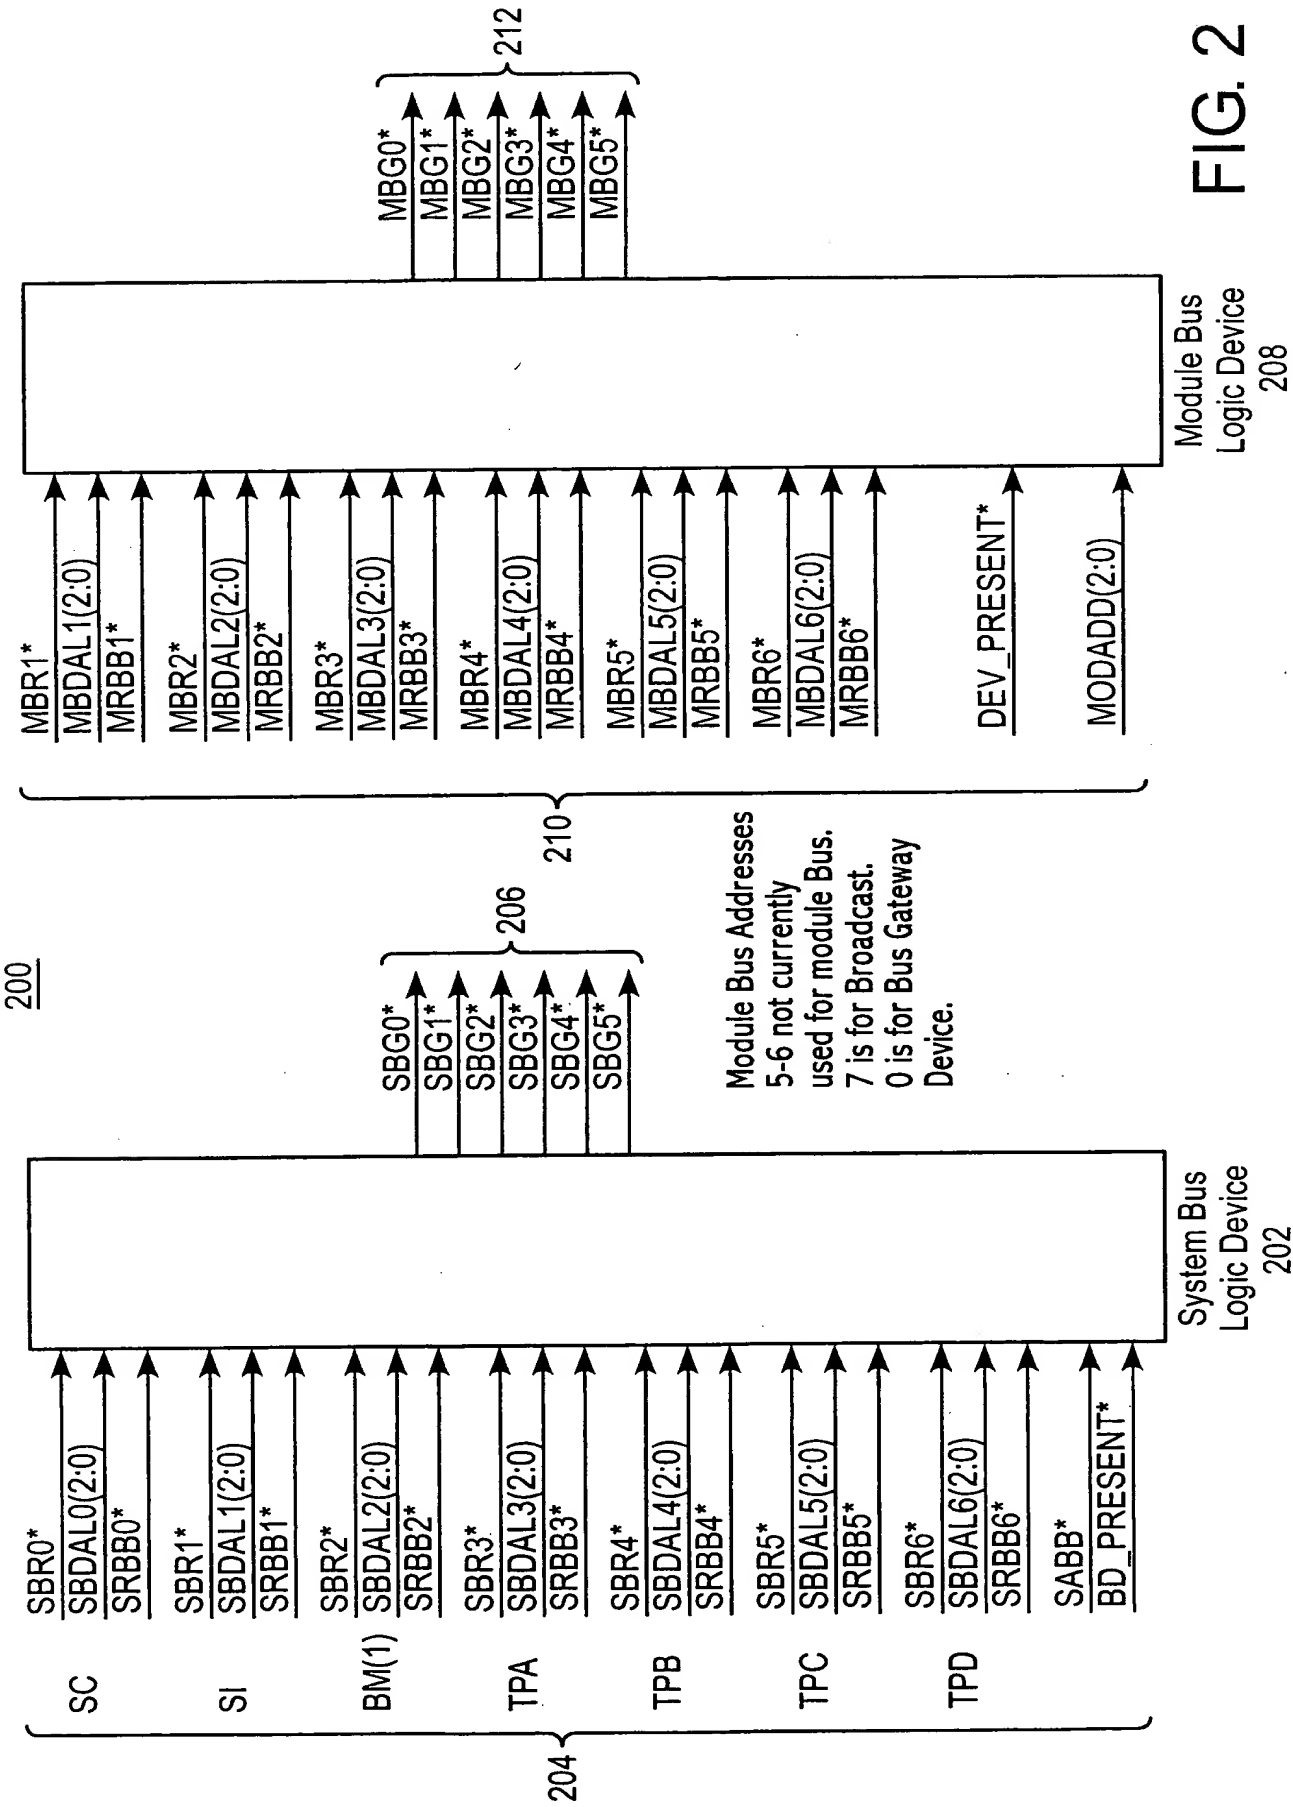 200
SC
SBR0*
SBDAL0(2:0)
SRBB0*
SI
SBR1*
SBDAL1(2:0)
SRBB1*
BM(1)
SBR2*
SBDAL2(2:0)
SRBB2*
TPA
SBR3*
SBDAL3(2:0)
SRBB3*
TPB
SBR4*
SBDAL4(2:0)
SRBB4*
TPC
SBR5*
SBDAL5(2:0)
SRBB5*
TPD
SBR6*
SBDAL6(2:0)
SRBB6*
SABB*
BD_PRESENT*
204
System Bus
Logic Device
202
SBG0*
SBG1*
SBG2*
SBG3*
SBG4*
SBG5*
206
Module Bus Addresses
5-6 not currently
used for module Bus.
7 is for Broadcast.
0 is for Bus Gateway
Device.
210
MBR1*
MBDAL1(2:0)
MRBB1*
MBR2*
MBDAL2(2:0)
MRBB2*
MBR3*
MBDAL3(2:0)
MRBB3*
MBR4*
MBDAL4(2:0)
MRBB4*
MBR5*
MBDAL5(2:0)
MRBB5*
MBR6*
MBDAL6(2:0)
MRBB6*
DEV_PRESENT*
MODADD(2:0)
Module Bus
Logic Device
208
MBG0*
MBG1*
MBG2*
MBG3*
MBG4*
MBG5*
212
FIG. 2